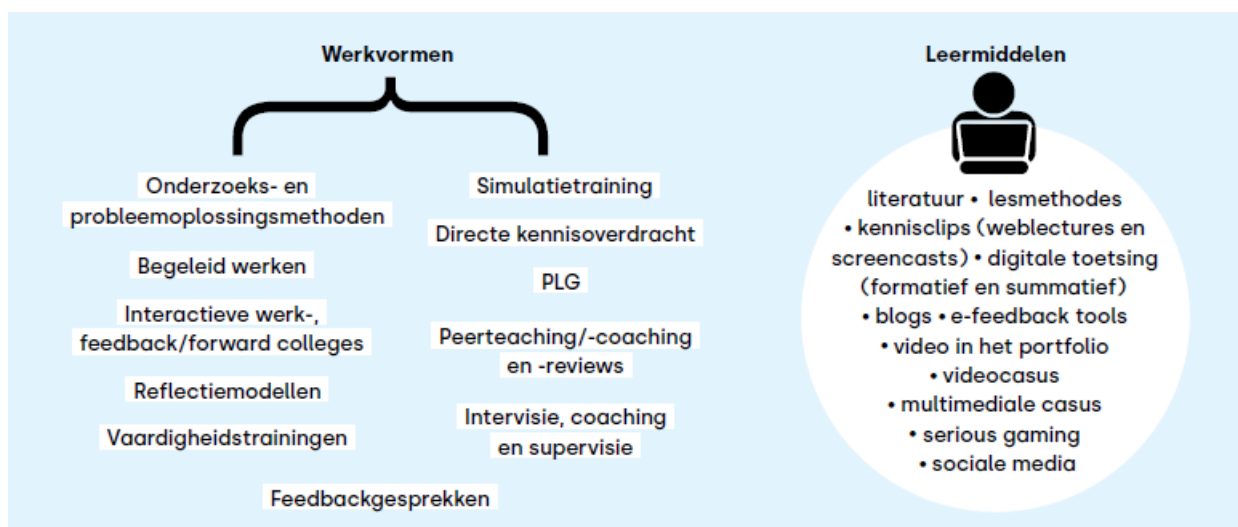 Werkvormen
Onderzoeks- en
probleemoplossingsmethoden
Begeleid werken
Interactieve werk-,
feedback/forward colleges
Reflectiemodellen
Vaardigheidstrainingen
Simulatietraining
Directe kennisoverdracht
PLG
Peerteaching/-coaching
en -reviews
Intervisie, coaching
en supervisie
Feedbackgesprekken
Leermiddelen
literatuur • lesmethodes
• kennisclips (weblectures en
screencasts) • digitale toetsing
(formatief en summatief)
• blogs • e-feedback tools
• video in het portfolio
• videocasus
• multimediale casus
• serious gaming
• sociale media